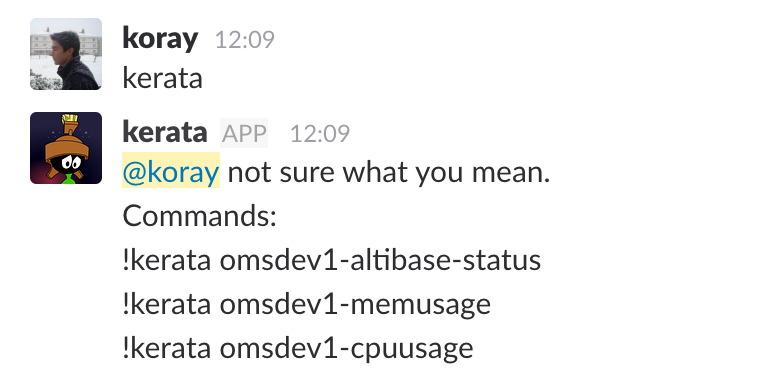 koray 12:09
kerata
kerata APP 12:09
@koray not sure what you mean.
Commands:
!kerata omsdev1-altibase-status
!kerata omsdev1-memusage
!kerata omsdev1-cpuusage